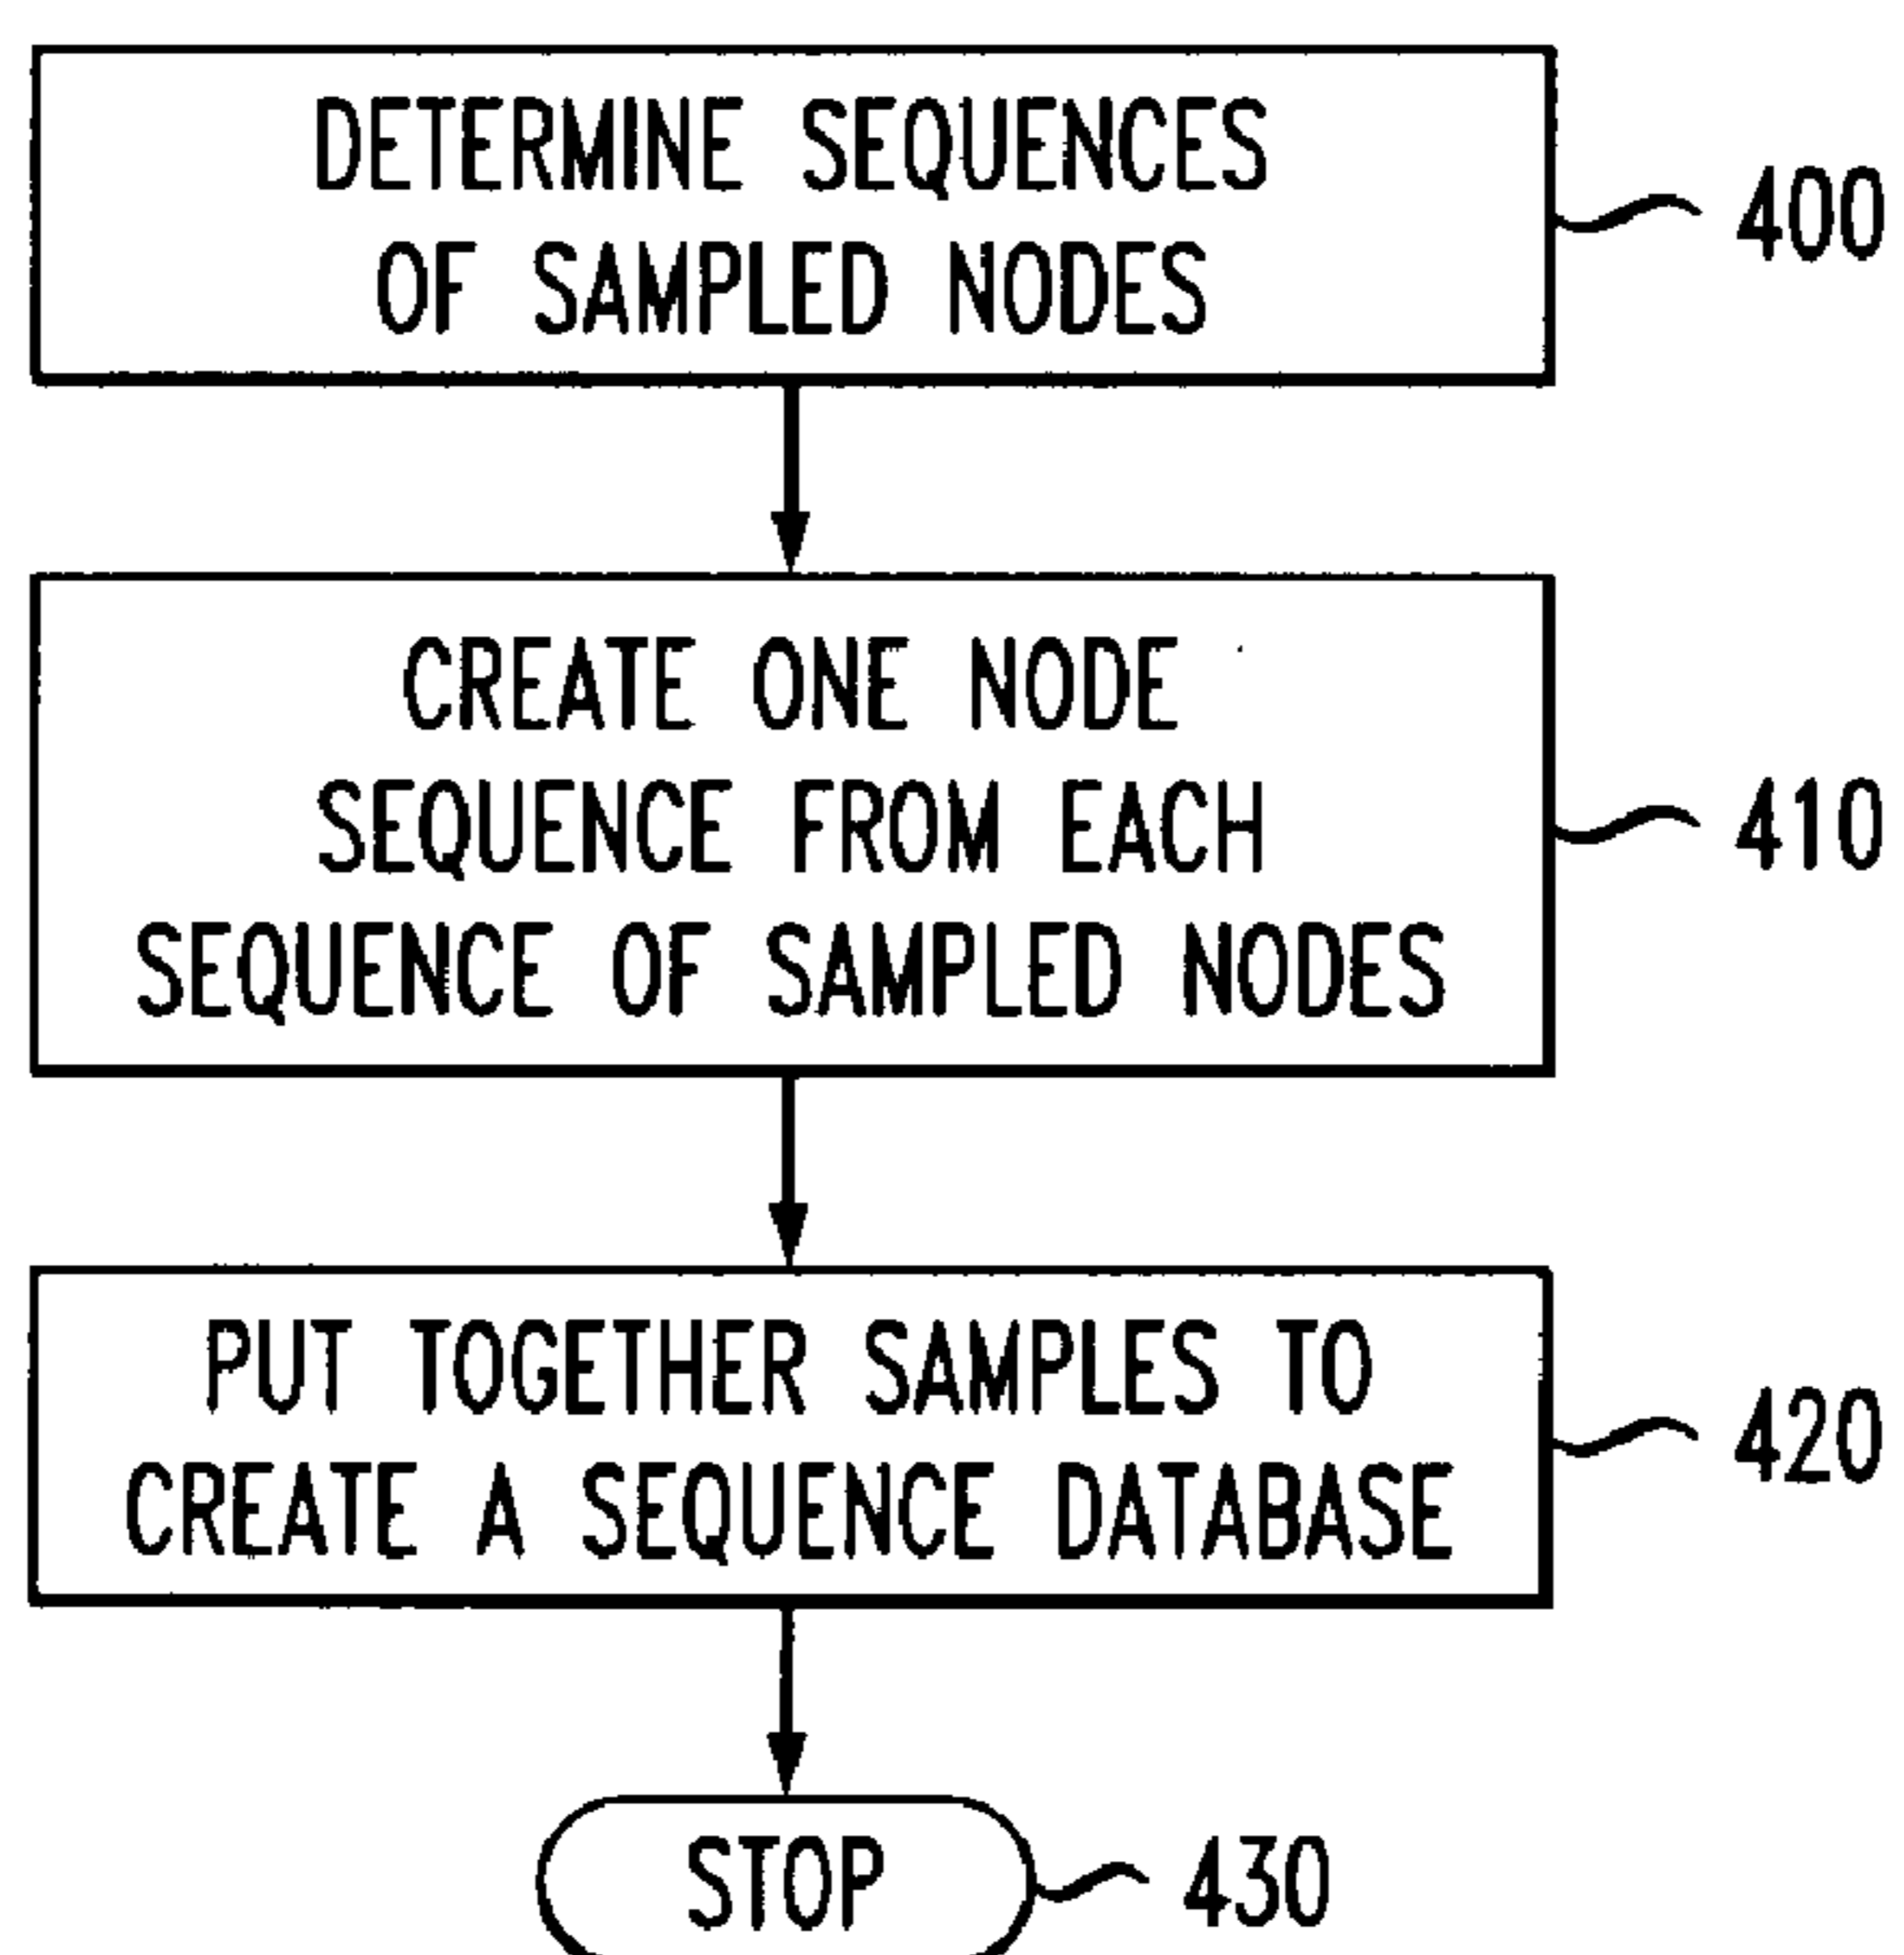 DETERMINE SEQUENCES
OF SAMPLED NODES
400
CREATE ONE NODE
SEQUENCE FROM EACH
SEQUENCE OF SAMPLED NODES
410
PUT TOGETHER SAMPLES TO
CREATE A SEQUENCE DATABASE
420
STOP
430